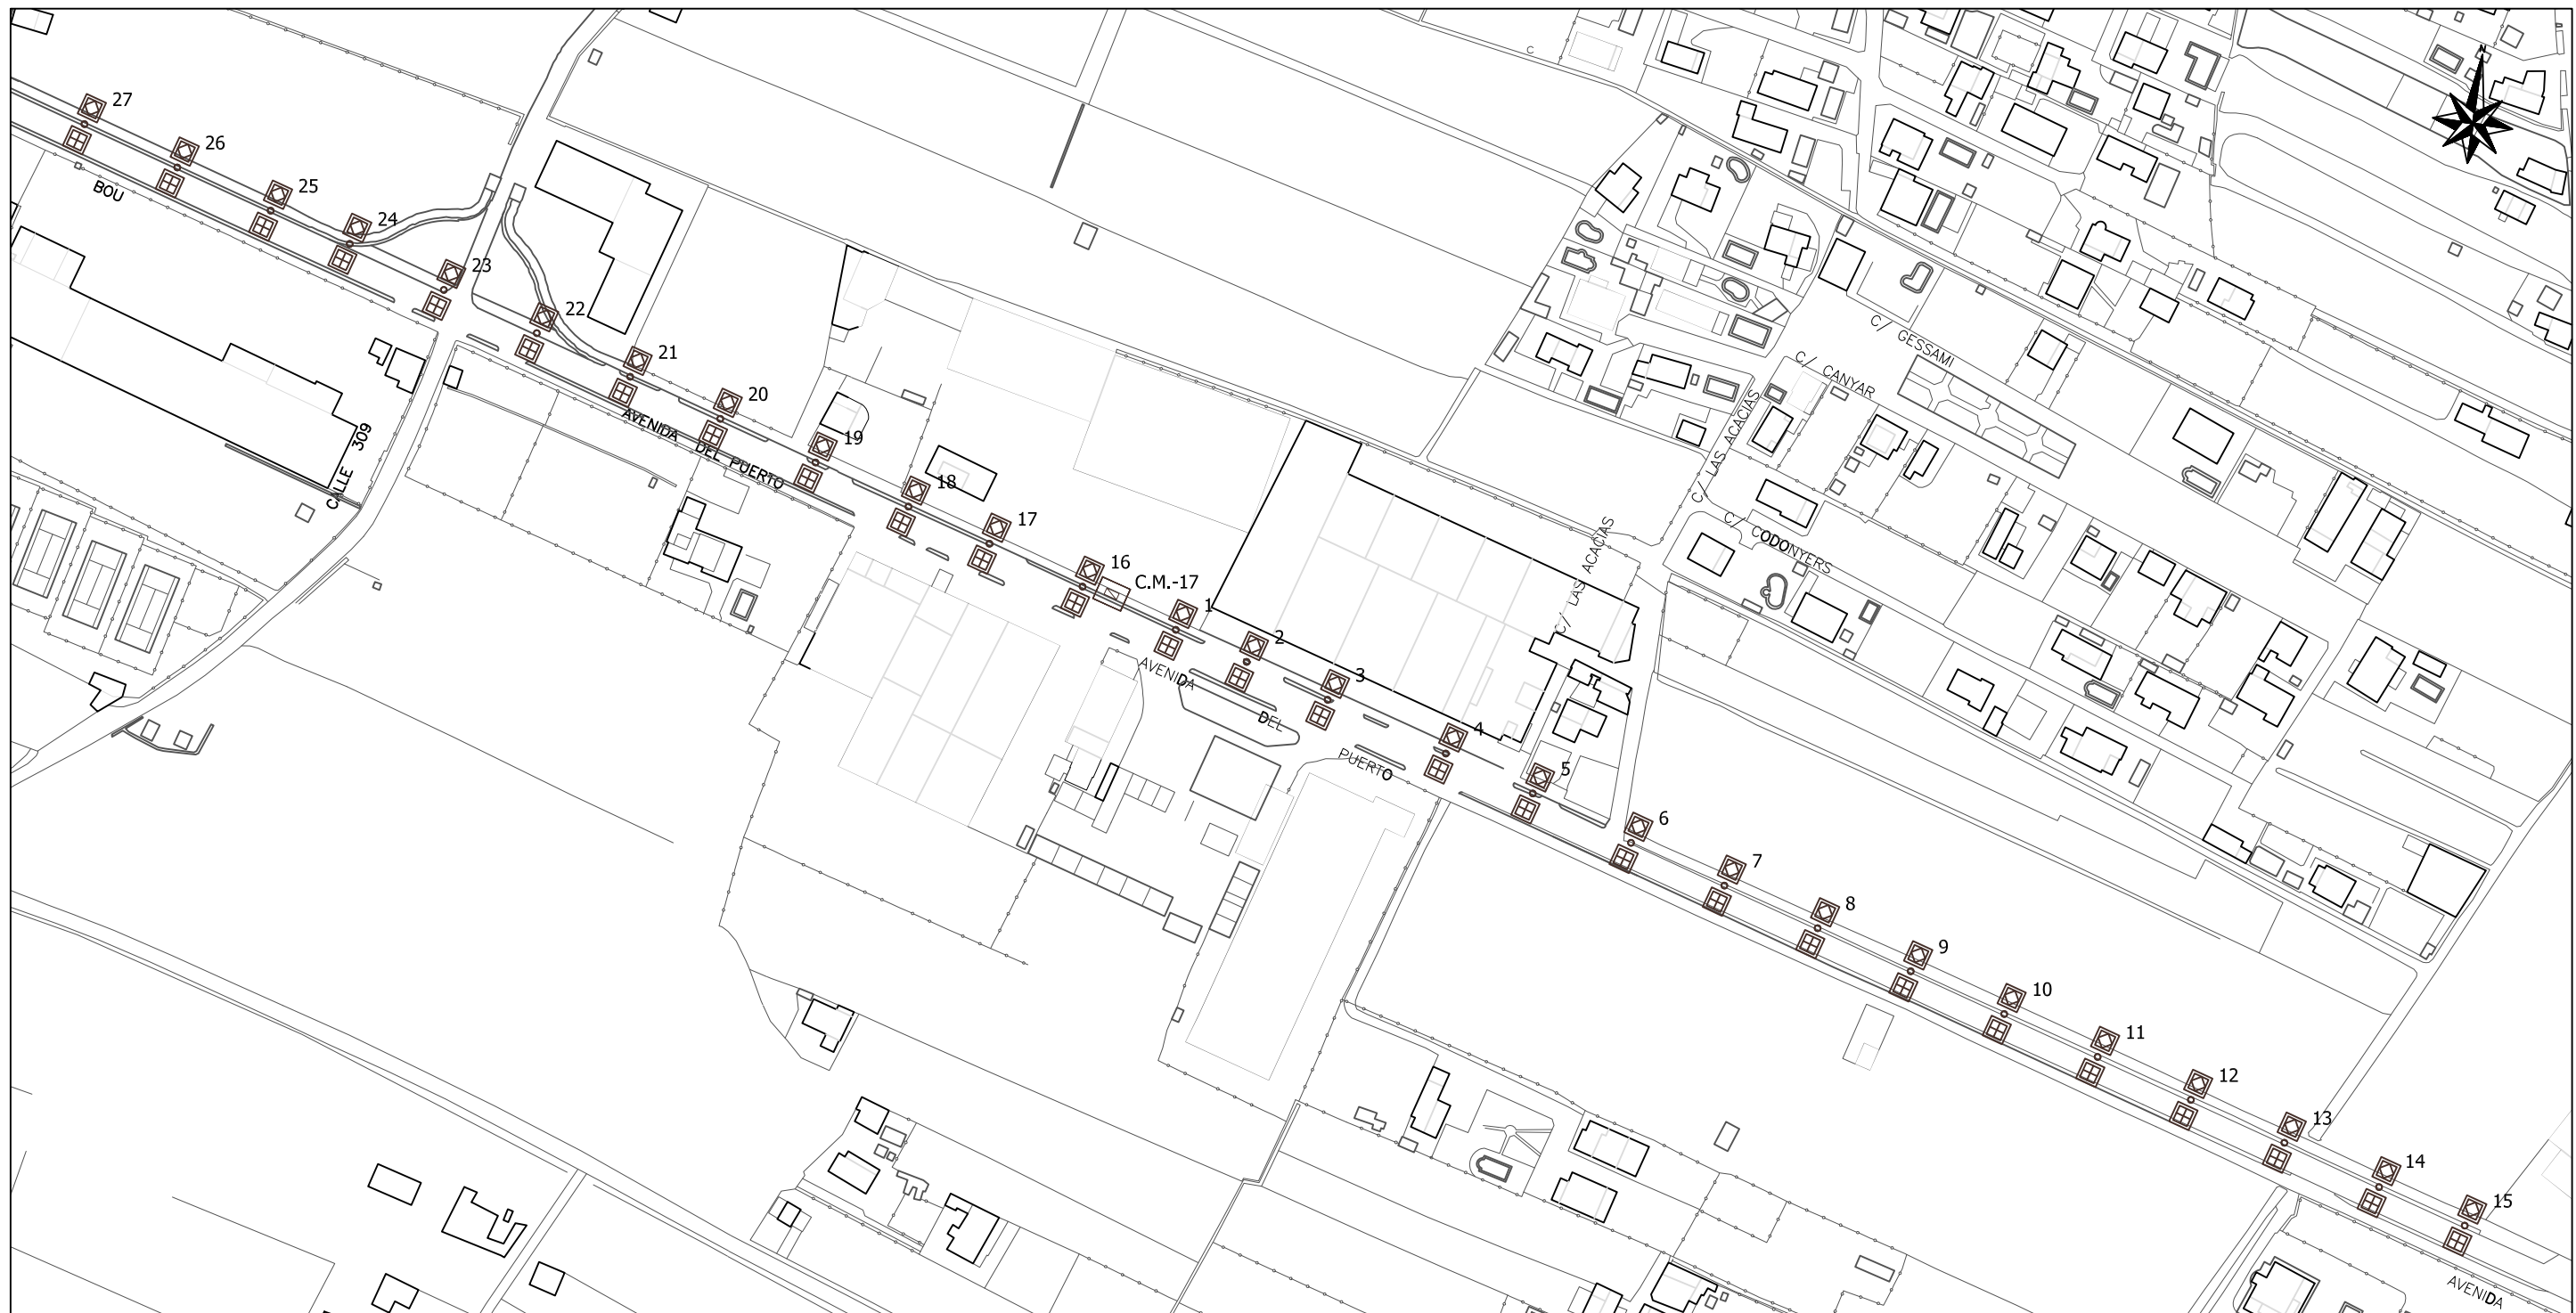 N
C
27
26
BOU
25
24
23
22
21
20
AVENIDA DEL PUERTO
19
CALLE 309
18
17
16
C.M.-17
1
2
AVENIDA
3
DEL
4
PUERTO
5
6
7
8
9
10
11
12
13
14
15
AVENIDA
C/ GESSAMI
C/ CANYAR
C/ LAS ACACIAS
C/ CODONYERS
C/ LAS ACACIAS